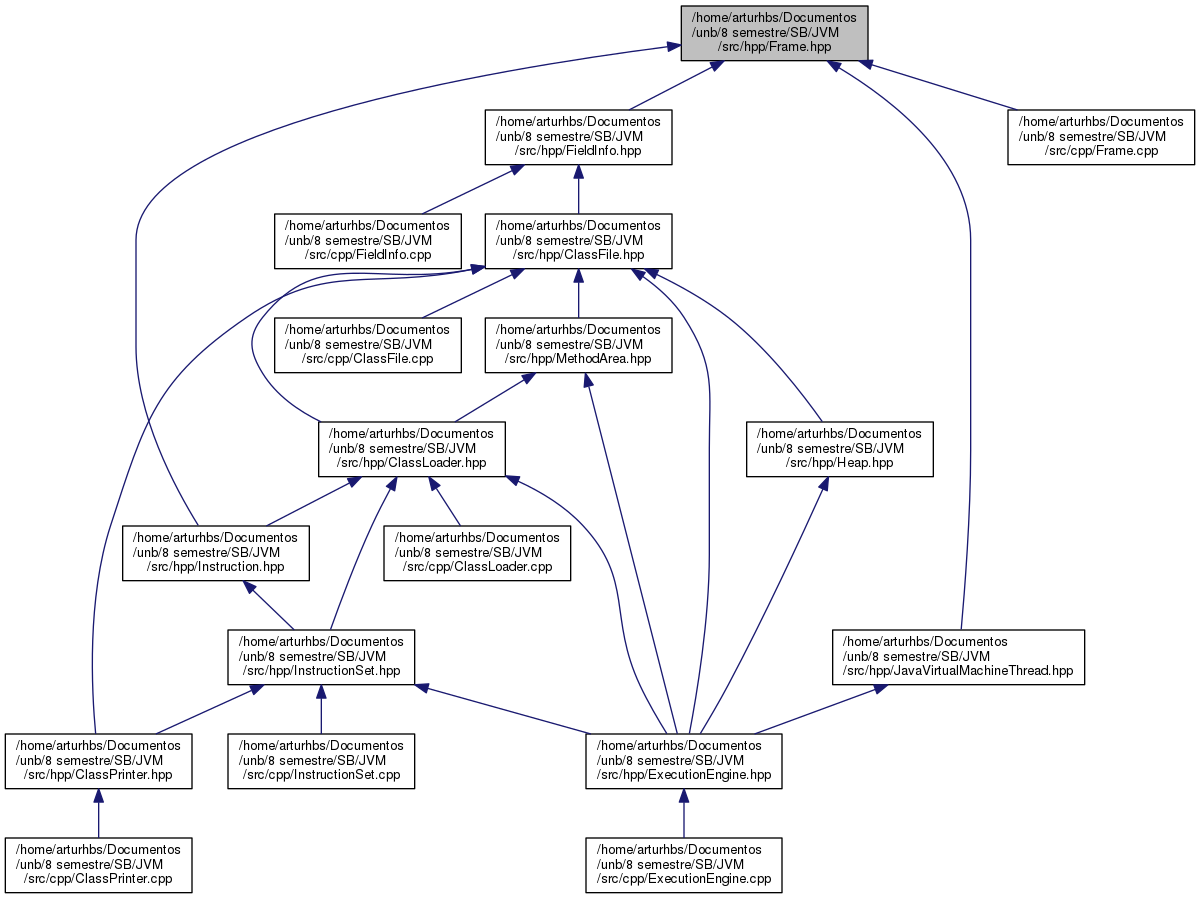 /home/arturhbs/Documentos
/unb/8 semestre/SB/JVM
/src/hpp/Frame.hpp
/home/arturhbs/Documentos
/unb/8 semestre/SB/JVM
/src/hpp/FieldInfo.hpp
/home/arturhbs/Documentos
/unb/8 semestre/SB/JVM
/src/cpp/Frame.cpp
/home/arturhbs/Documentos
/unb/8 semestre/SB/JVM
/src/cpp/FieldInfo.cpp
/home/arturhbs/Documentos
/unb/8 semestre/SB/JVM
/src/hpp/ClassFile.hpp
/home/arturhbs/Documentos
/unb/8 semestre/SB/JVM
/src/cpp/ClassFile.cpp
/home/arturhbs/Documentos
/unb/8 semestre/SB/JVM
/src/hpp/MethodArea.hpp
/home/arturhbs/Documentos
/unb/8 semestre/SB/JVM
/src/hpp/ClassLoader.hpp
/home/arturhbs/Documentos
/unb/8 semestre/SB/JVM
/src/hpp/Heap.hpp
/home/arturhbs/Documentos
/unb/8 semestre/SB/JVM
/src/hpp/Instruction.hpp
/home/arturhbs/Documentos
/unb/8 semestre/SB/JVM
/src/cpp/ClassLoader.cpp
/home/arturhbs/Documentos
/unb/8 semestre/SB/JVM
/src/hpp/InstructionSet.hpp
/home/arturhbs/Documentos
/unb/8 semestre/SB/JVM
/src/hpp/JavaVirtualMachineThread.hpp
/home/arturhbs/Documentos
/unb/8 semestre/SB/JVM
/src/hpp/ClassPrinter.hpp
/home/arturhbs/Documentos
/unb/8 semestre/SB/JVM
/src/cpp/InstructionSet.cpp
/home/arturhbs/Documentos
/unb/8 semestre/SB/JVM
/src/hpp/ExecutionEngine.hpp
/home/arturhbs/Documentos
/unb/8 semestre/SB/JVM
/src/cpp/ClassPrinter.cpp
/home/arturhbs/Documentos
/unb/8 semestre/SB/JVM
/src/cpp/ExecutionEngine.cpp